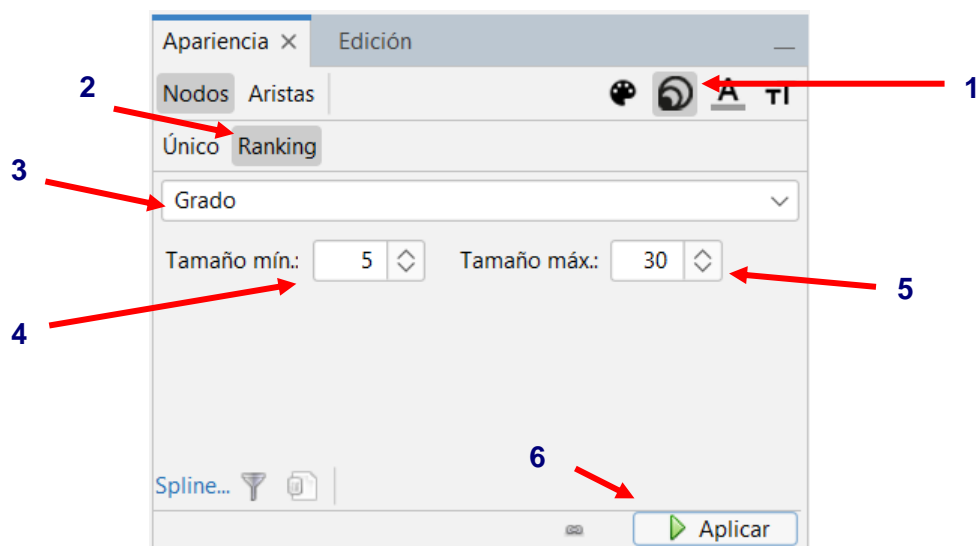 Apariencia × Edición
2 Nodos Aristas A TI 1
Único Ranking
3
Grado
Tamaño mín.: 5 Tamaño máx.: 30
5
4
6
Spline...
Aplicar